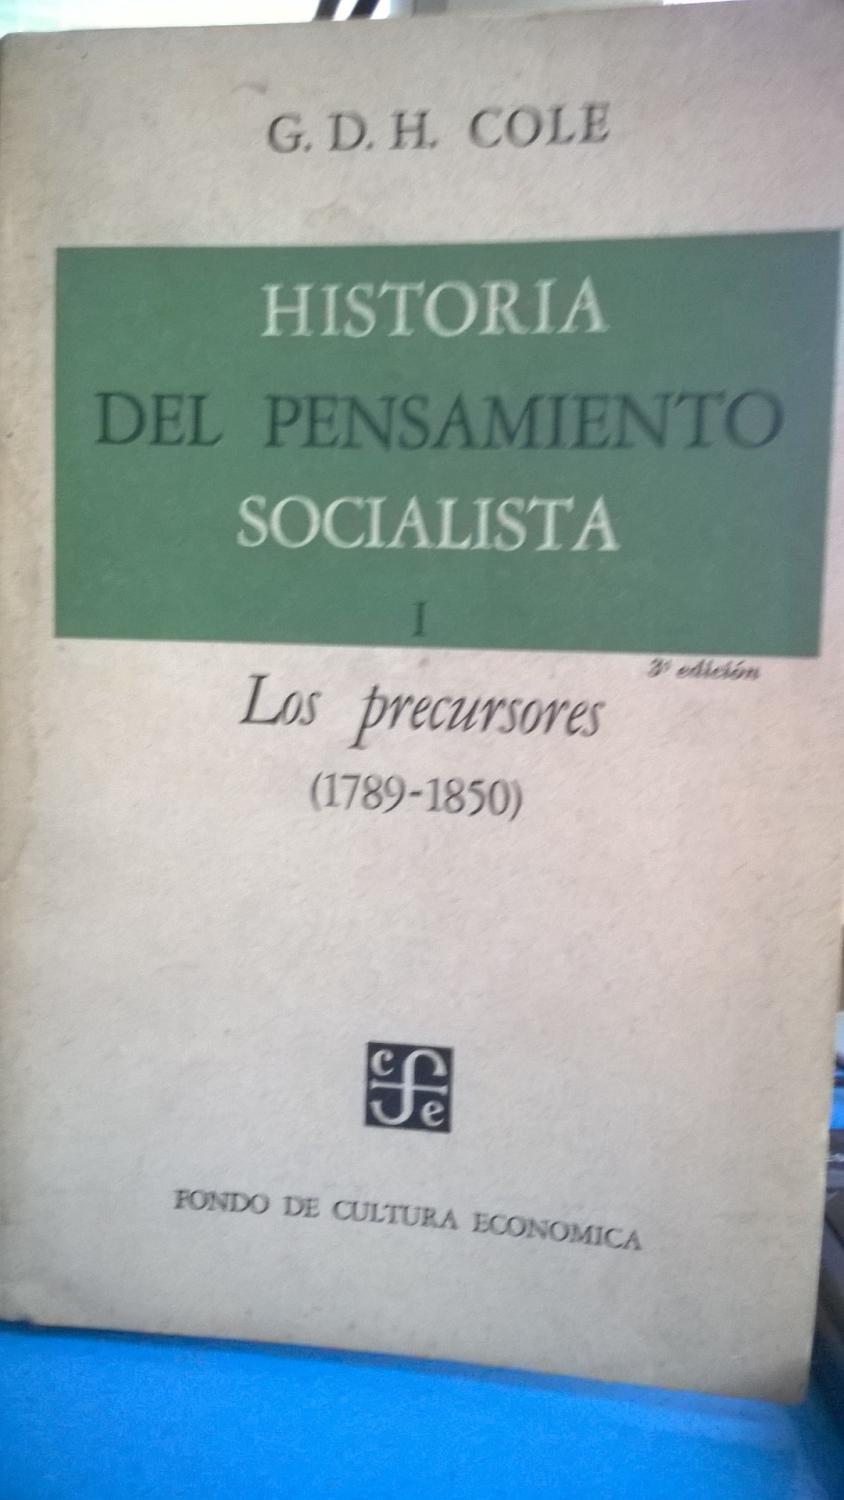 G. D. H. COLE
HISTORIA
DEL PENSAMIENTO
SOCIALISTA
I
3ª edición
Los precursores
(1789-1850)
c f e
FONDO DE CULTURA ECONOMICA